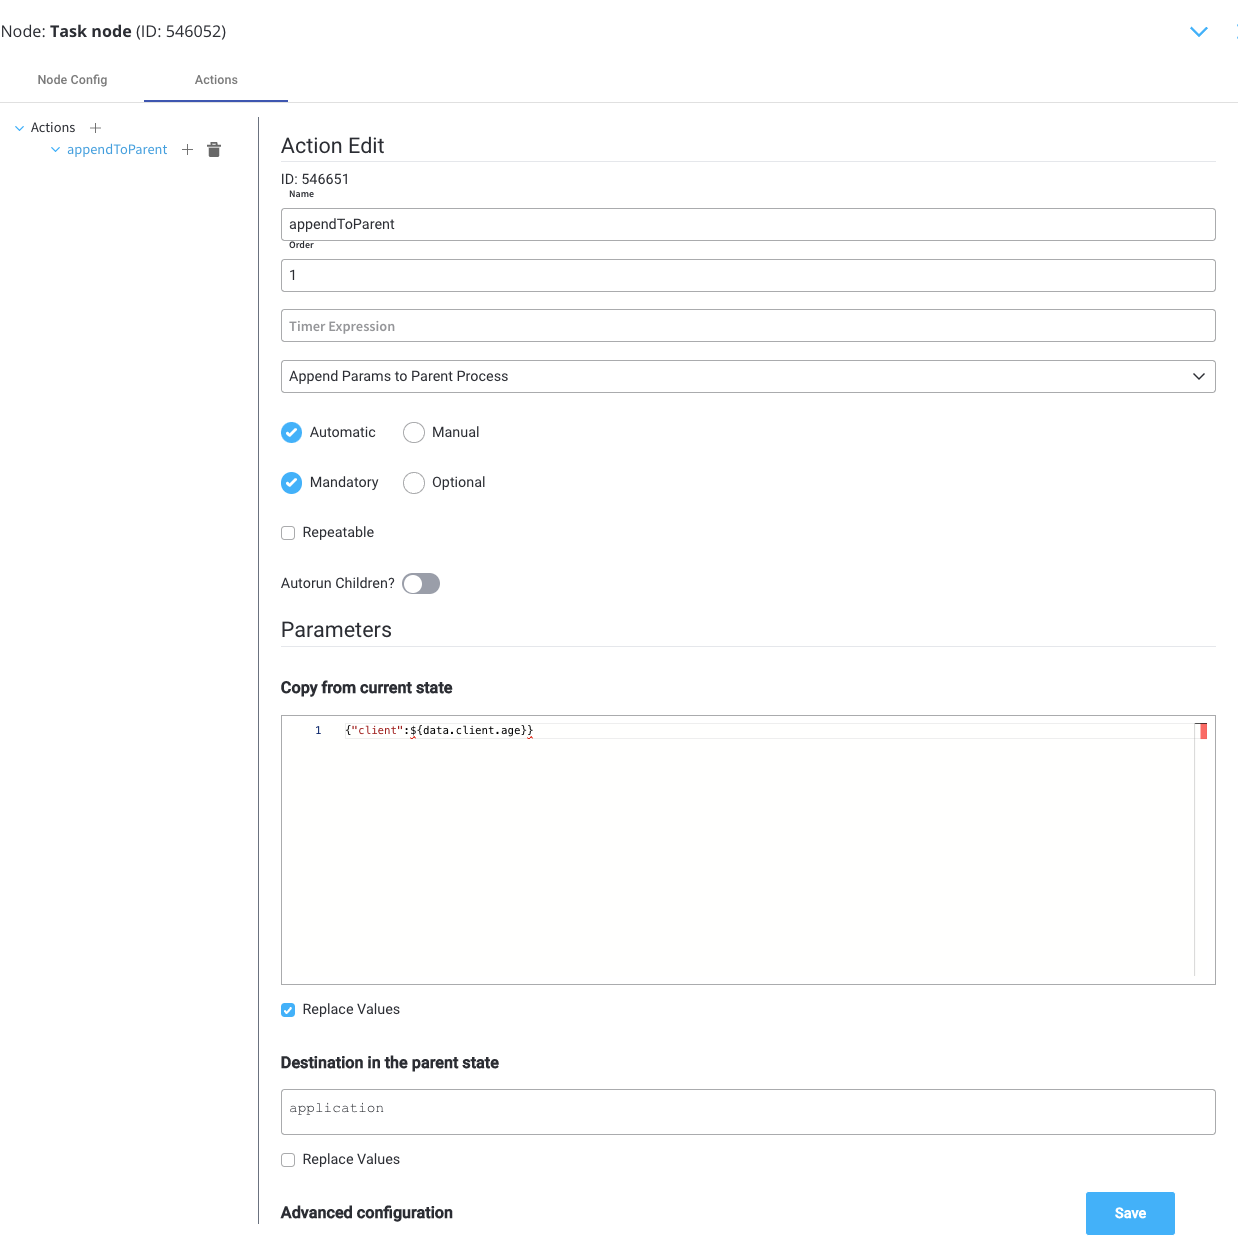 Node: Task node (ID: 546052)
Node Config
Actions
Actions
appendToParent
Action Edit
ID: 546651
Name
appendToParent
Order
1
Timer Expression
Append Params to Parent Process
Automatic
Manual
Mandatory
Optional
Repeatable
Autorun Children?
Parameters
Copy from current state
1 {"client":${data.client.age}}
Replace Values
Destination in the parent state
application
Replace Values
Advanced configuration
Save